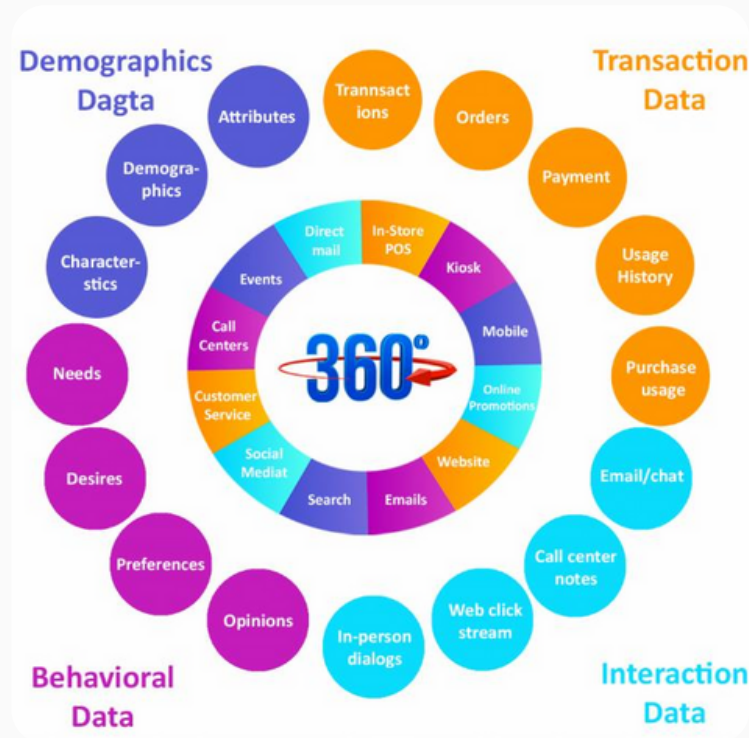 Demographics
Dagta
Transaction
Data
Attributes
Trannsact
ions
Orders
Demogra-
phics
Payment
Character-
stics
Usage
History
Needs
Purchase
usage
Desires
Email/chat
Preferences
Call center
notes
Opinions
Web click
stream
In-person
dialogs
Direct
mail
In-Store
POS
Kiosk
Events
Mobile
Call
Centers
Online
Promotions
Customer
Service
Website
Social
Mediat
Search
Emails
360°
Behavioral
Data
Interaction
Data